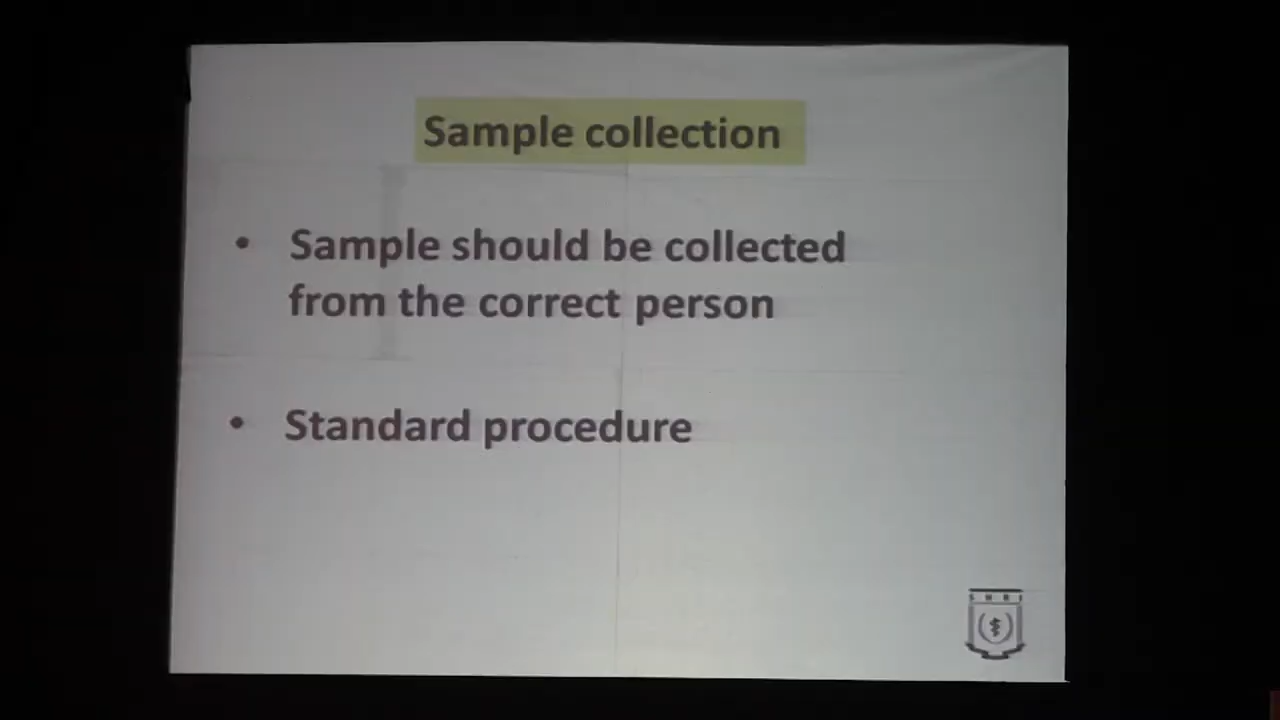 Sample collection
• Sample should be collected
from the correct person
• Standard procedure